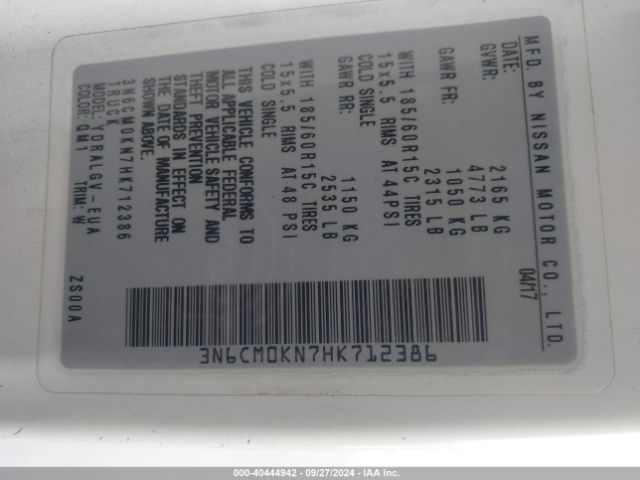 MFD. BY NISSAN MOTOR CO., LTD.
DATE: 04/17
GVWR: 2165 KG
4773 LB
GAWR FR: 1050 KG
2315 LB
WITH 185/60R15C TIRES
15x5.5 RIMS AT 44PSI
COLD SINGLE
GAWR RR: 1150 KG
2535 LB
WITH 185/60R15C TIRES
15x5.5 RIMS AT 48 PSI
COLD SINGLE
THIS VEHICLE CONFORMS TO
ALL APPLICABLE FEDERAL
MOTOR VEHICLE SAFETY AND
THEFT PREVENTION
STANDARDS IN EFFECT ON
THE DATE OF MANUFACTURE
SHOWN ABOVE.
3N6CM0KN7HK712386
TRUCK
MODEL: YDRALGV-EUA
COLOR: QM1 TRIM: W
ZS00A
3N6CM0KN7HK712386
000-40444942 - 09/27/2024 - IAAI.COM